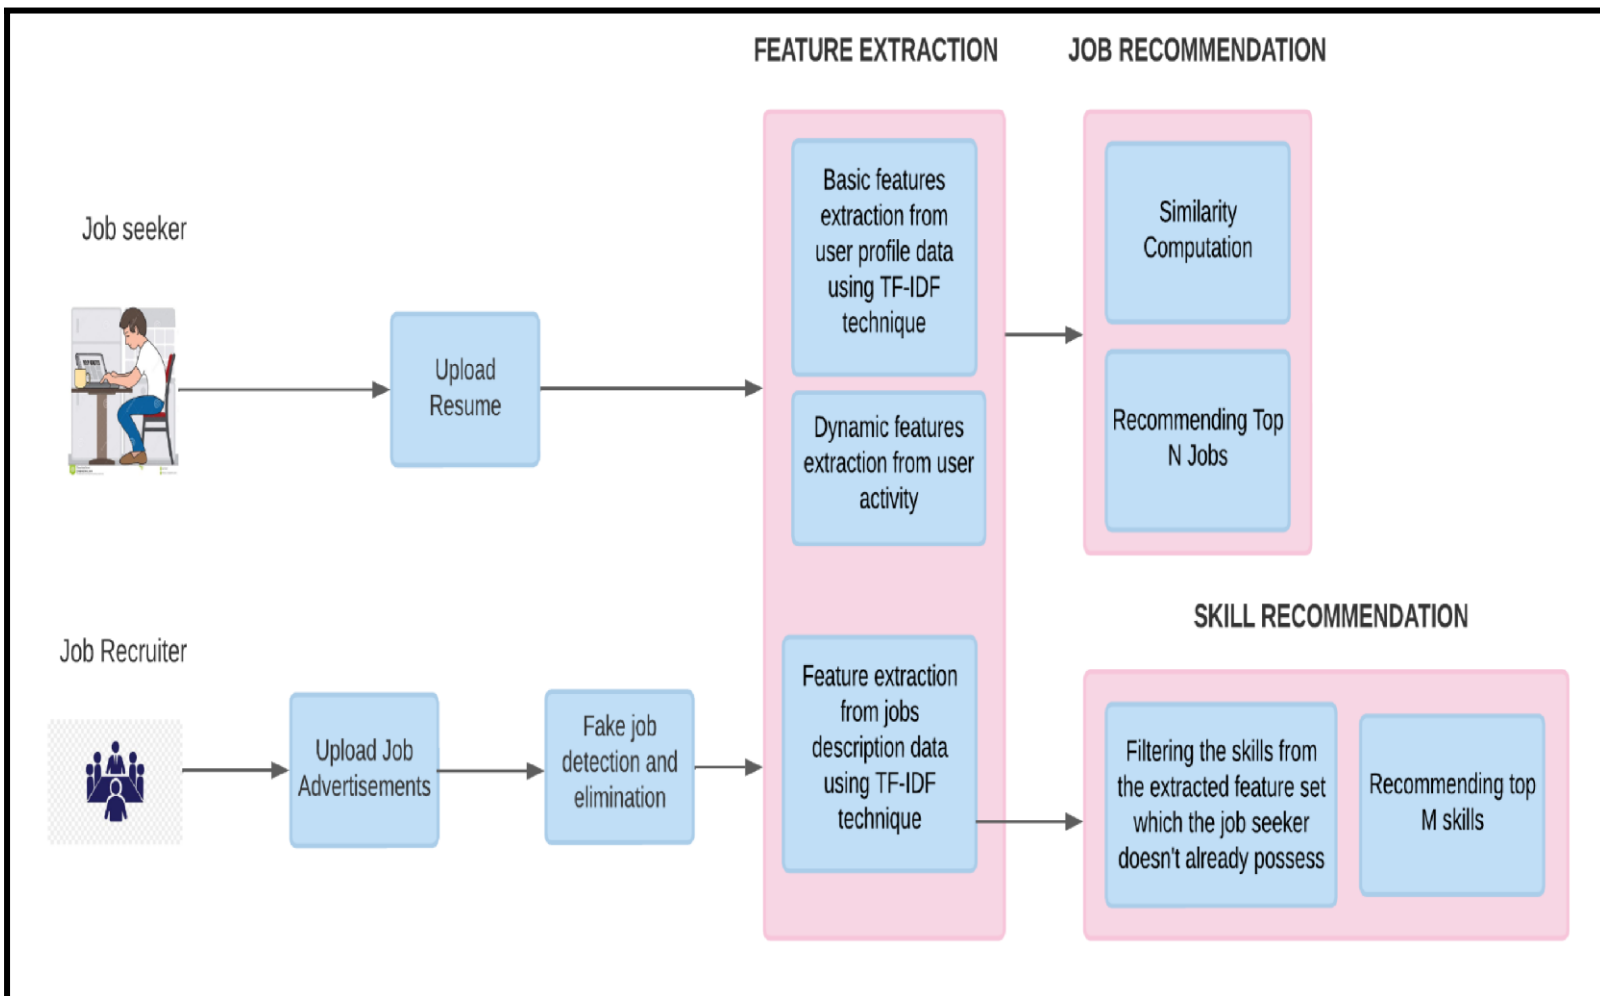 FEATURE EXTRACTION
JOB RECOMMENDATION
Basic features
extraction from
user profile data
using TF-IDF
technique
Similarity
Computation
Job seeker
Upload
Resume
Dynamic features
extraction from user
activity
Recommending Top
N Jobs
SKILL RECOMMENDATION
Job Recruiter
Upload Job
Advertisements
Fake job
detection and
elimination
Feature extraction
from jobs
description data
using TF-IDF
technique
Filtering the skills from
the extracted feature set
which the job seeker
doesn't already possess
Recommending top
M skills